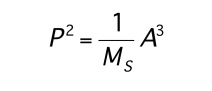 P² = 1/M_S A³